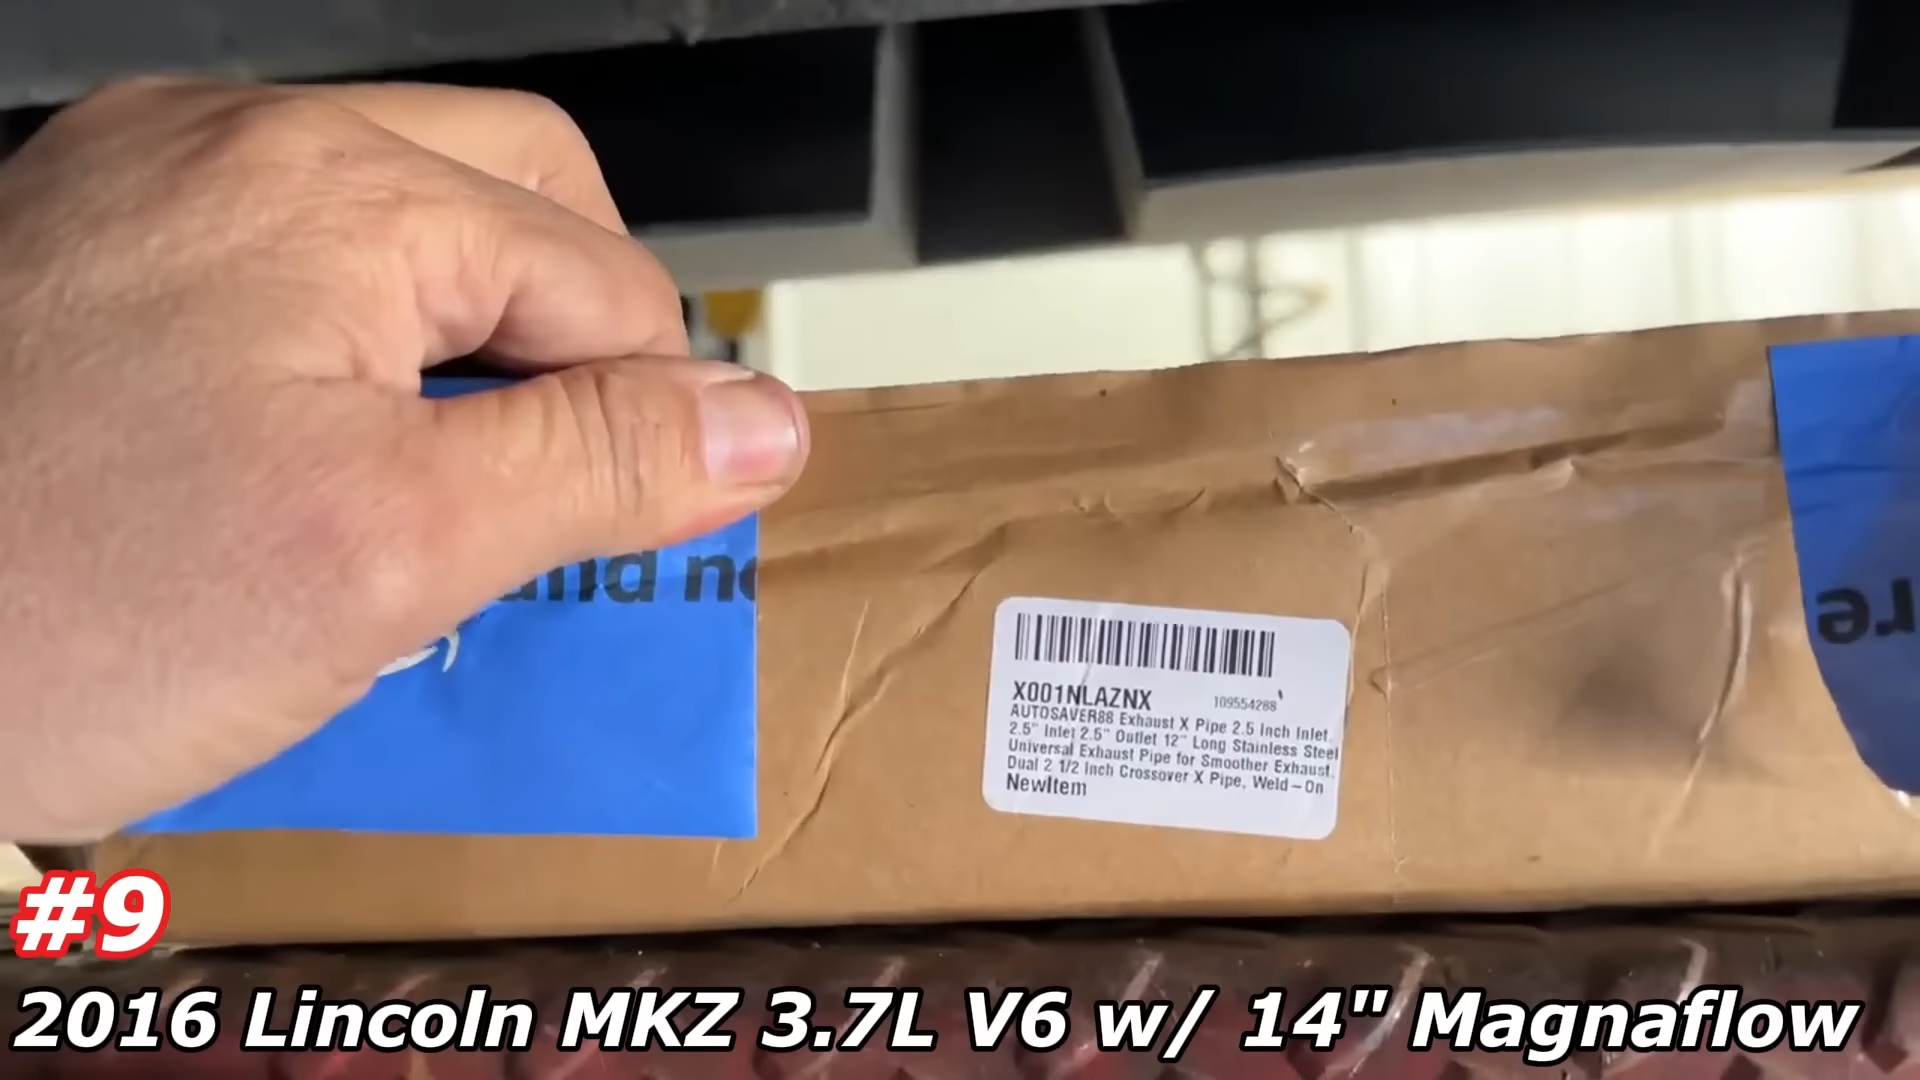 and
X001NLAZNX 109554288
AUTOSAVER88 Exhaust X Pipe 2.5 Inch Inlet,
2.5" Inlet 2.5" Outlet 12" Long Stainless Steel
Universal Exhaust Pipe for Smoother Exhaust,
Dual 2 1/2 Inch Crossover X Pipe, Weld-On
NewItem
#9
2016 Lincoln MKZ 3.7L V6 w/ 14" Magnaflow